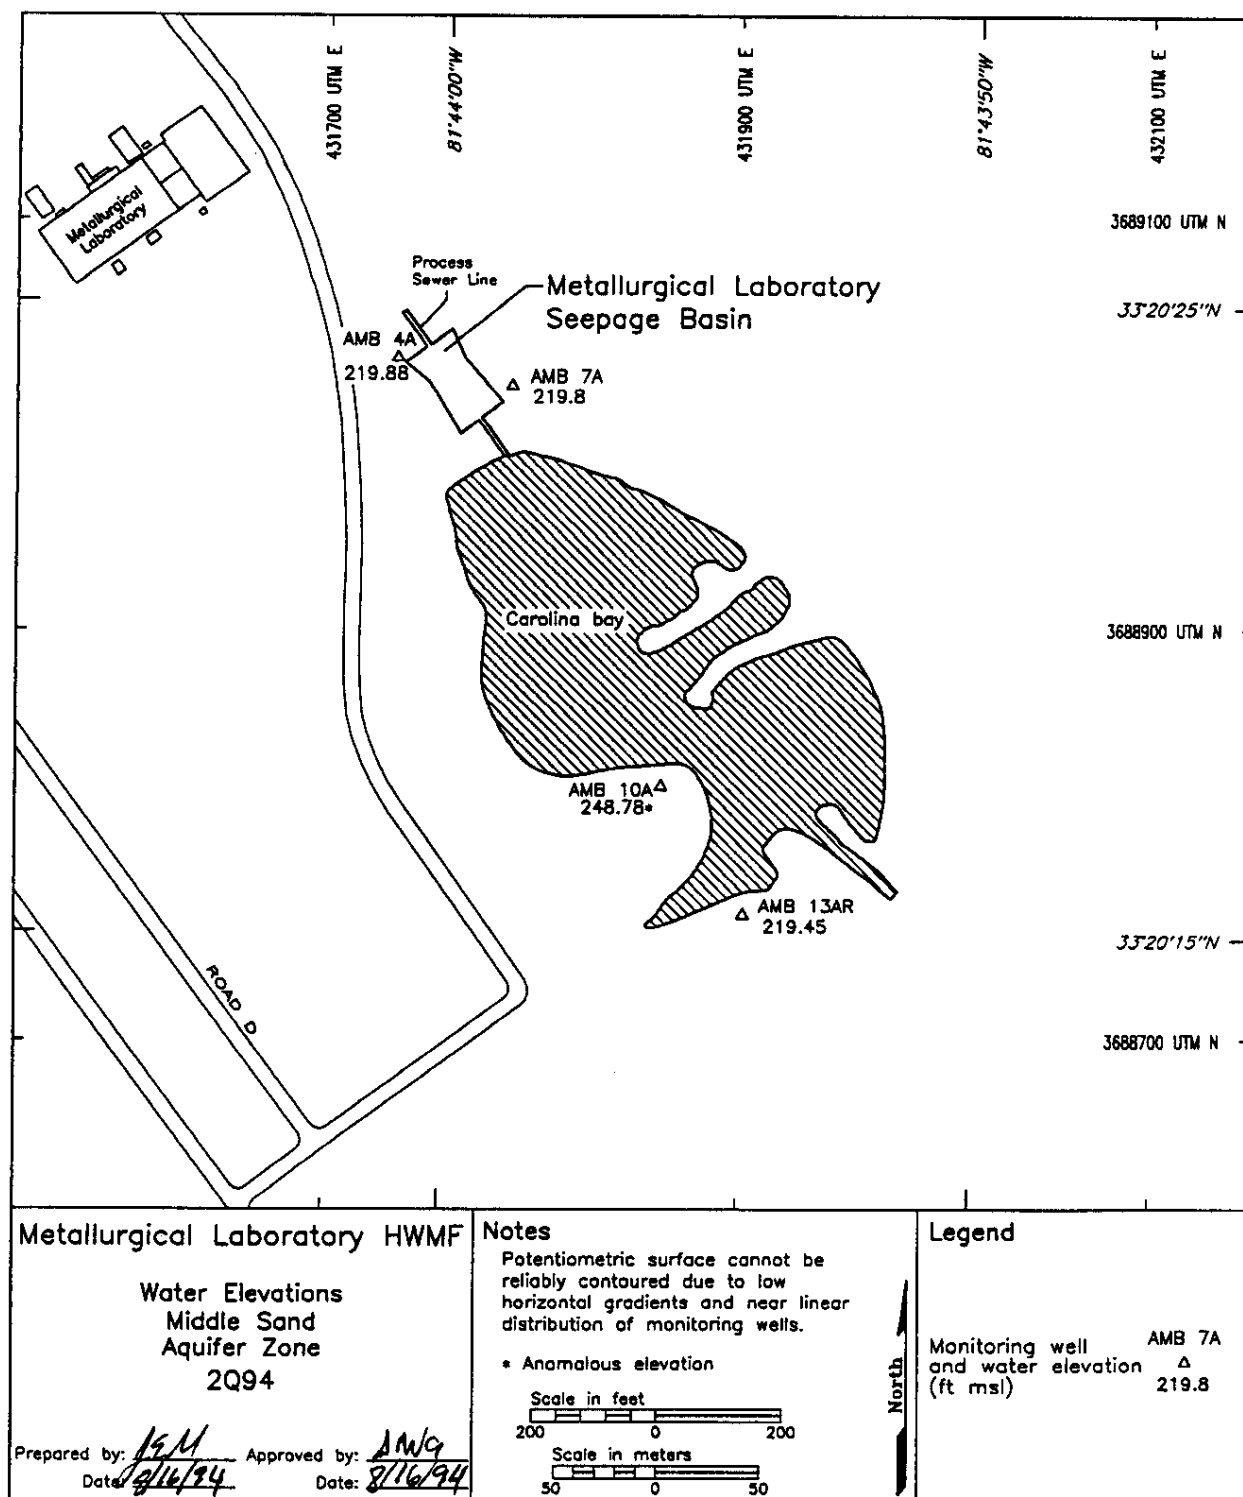 431700 UTM E
81°44'00"W
431900 UTM E
81°43'50"W
432100 UTM E
3689100 UTM N
33°20'25"N
3688900 UTM N
33°20'15"N
3688700 UTM N
Metallurgical
Laboratory
Process
Sewer Line
Metallurgical Laboratory
Seepage Basin
AMB 4A
219.88
AMB 7A
219.8
Carolina bay
AMB 10A
248.78*
AMB 13AR
219.45
ROAD D
Metallurgical Laboratory HWMF
Water Elevations
Middle Sand
Aquifer Zone
2Q94
Prepared by: JEM
Date: 8/16/94
Approved by:
Date: 8/16/94
Notes
Potentiometric surface cannot be
reliably contoured due to low
horizontal gradients and near linear
distribution of monitoring wells.
* Anomalous elevation
Scale in feet
200 0 200
Scale in meters
50 0 50
North
Legend
Monitoring well
and water elevation
(ft msl)
AMB 7A
219.8